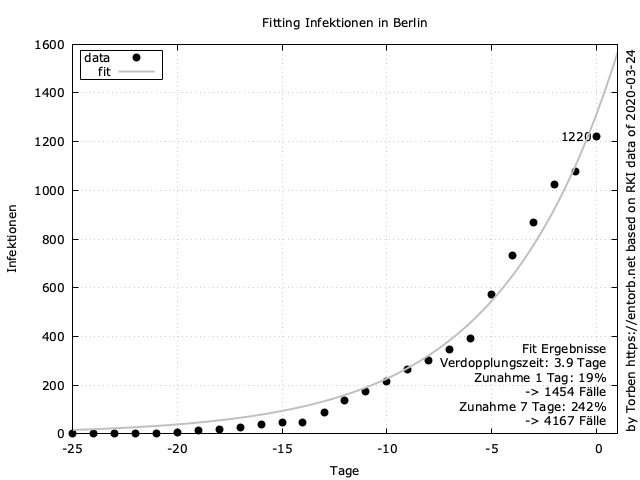 Fitting Infektionen in Berlin
1600
1400
1200
1000
800
600
400
200
0
-25
-20
-15
-10
-5
0
Infektionen
Tage
data
fit
1220
Fit Ergebnisse
Verdopplungszeit: 3.9 Tage
Zunahme 1 Tag: 19%
-> 1454 Fälle
Zunahme 7 Tage: 242%
-> 4167 Fälle
by Torben https://entorb.net based on RKI data of 2020-03-24